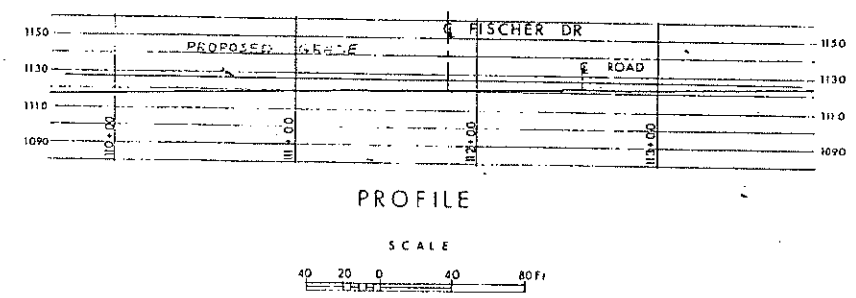 1150 ℄ FISCHER DR 1150
PROPOSED GRADE
1130 ℄ ROAD 1130
1110 1110
1090 110+00 111+00 112+00 113+00 1090
PROFILE
SCALE
40 20 0 40 80 Ft